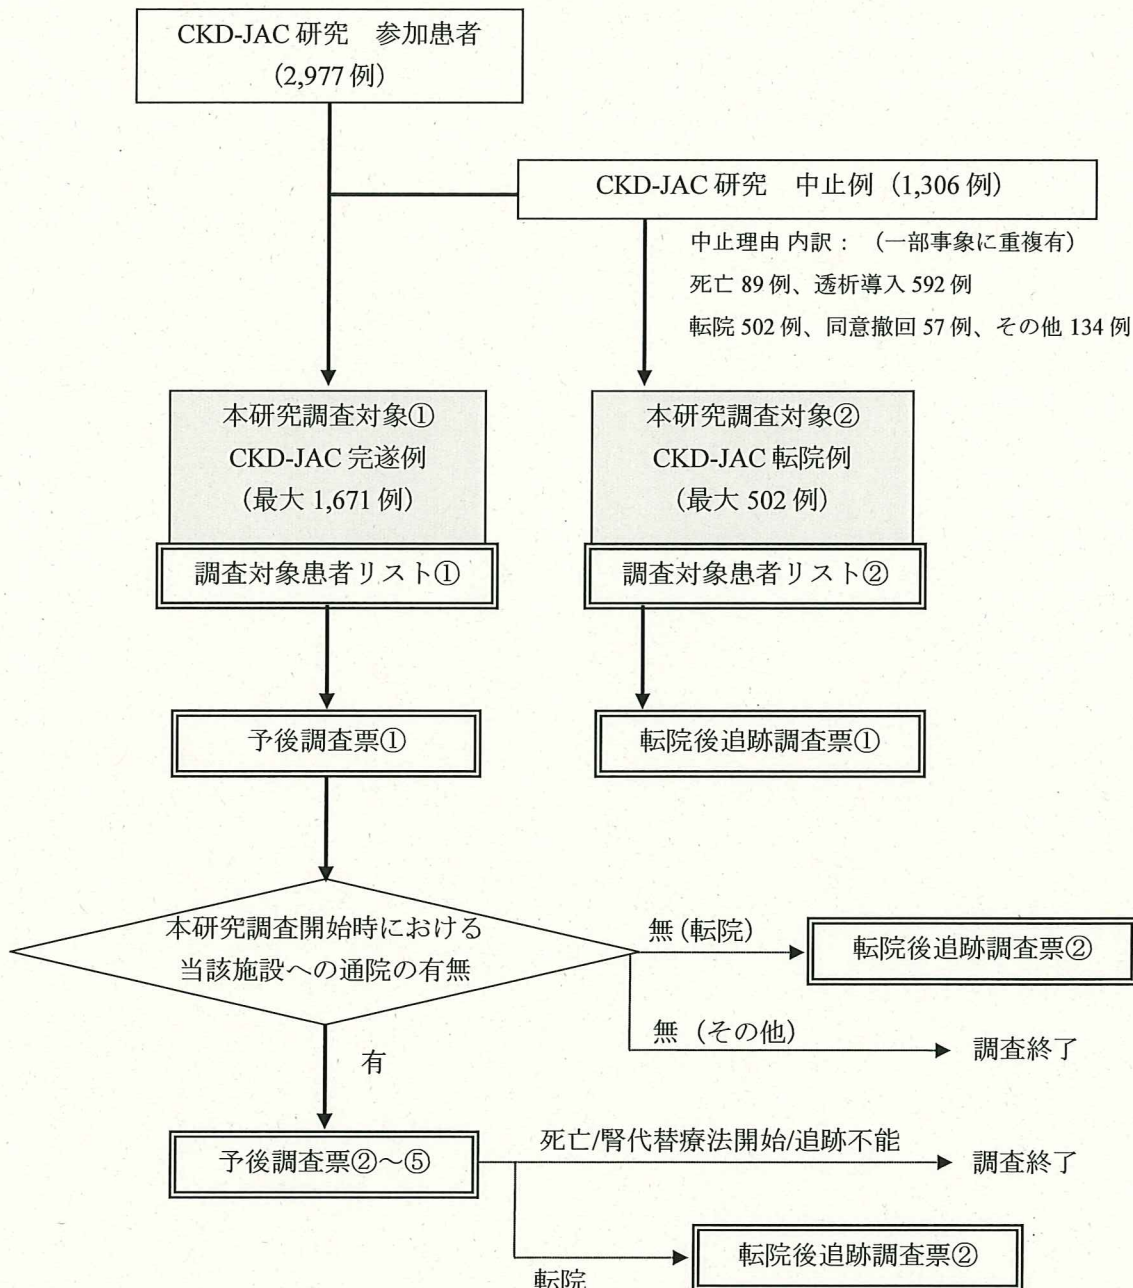 CKD-JAC 研究　参加患者
（2,977 例）
CKD-JAC 研究　中止例（1,306 例）
中止理由 内訳：（一部事象に重複有）
死亡 89 例、透析導入 592 例
転院 502 例、同意撤回 57 例、その他 134 例
本研究調査対象①
CKD-JAC 完遂例
（最大 1,671 例）
調査対象患者リスト①
本研究調査対象②
CKD-JAC 転院例
（最大 502 例）
調査対象患者リスト②
予後調査票①
転院後追跡調査票①
本研究調査開始時における
当該施設への通院の有無
無（転院）
転院後追跡調査票②
無（その他）
調査終了
有
予後調査票②～⑤
死亡/腎代替療法開始/追跡不能
調査終了
転院
転院後追跡調査票②